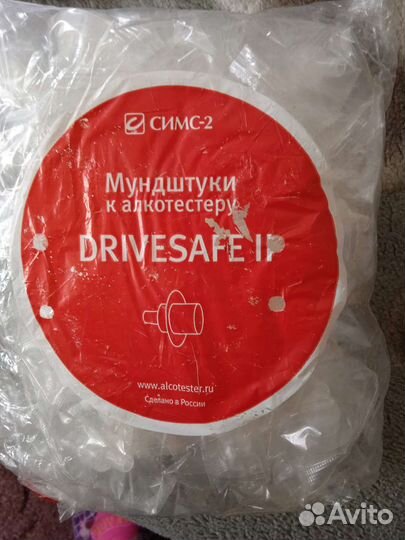 СИМС-2
Мундштуки
к алкотестеру
DRIVESAFE II
www.alcotester.ru
Сделано в России
Avito